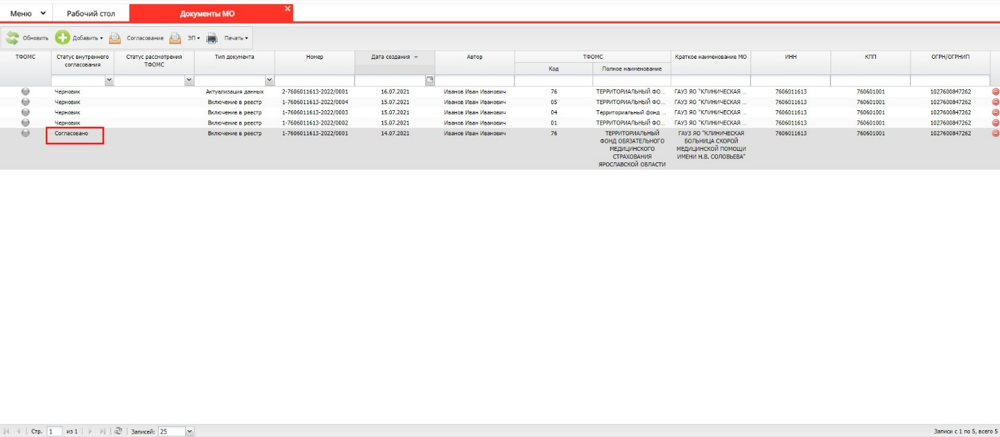 Меню Рабочий стол Документы МО
Обновить Добавить Согласование ЭП Печать
ТФОМС Статус внутреннего Статус рассмотрения Тип документа Номер Дата создания Автор ТФОМС Краткое наименование МО ИНН КПП ОГРН/ОГРНИП
согласования ТФОМС Код Полное наименование
Черновик Актуализация данных 2-7606011613-2022/0001 16.07.2021 Иванов Иван Иванович 76 ТЕРРИТОРИАЛЬНЫЙ ФО... ГАУЗ ЯО "КЛИНИЧЕСКАЯ ... 7606011613 760601001 1027600847262
Черновик Включение в реестр 1-7606011613-2022/0004 15.07.2021 Иванов Иван Иванович 05 ТЕРРИТОРИАЛЬНЫЙ ФО... ГАУЗ ЯО "КЛИНИЧЕСКАЯ ... 7606011613 760601001 1027600847262
Черновик Включение в реестр 1-7606011613-2022/0003 15.07.2021 Иванов Иван Иванович 04 Территориальный фонд ... ГАУЗ ЯО "КЛИНИЧЕСКАЯ ... 7606011613 760601001 1027600847262
Черновик Включение в реестр 1-7606011613-2022/0002 15.07.2021 Иванов Иван Иванович 01 ТЕРРИТОРИАЛЬНЫЙ ФО... ГАУЗ ЯО "КЛИНИЧЕСКАЯ ... 7606011613 760601001 1027600847262
Согласовано Включение в реестр 1-7606011613-2022/0001 14.07.2021 Иванов Иван Иванович 76 ТЕРРИТОРИАЛЬНЫЙ ГАУЗ ЯО "КЛИНИЧЕСКАЯ 7606011613 760601001 1027600847262
ФОНД ОБЯЗАТЕЛЬНОГО БОЛЬНИЦА СКОРОЙ
МЕДИЦИНСКОГО МЕДИЦИНСКОЙ ПОМОЩИ
СТРАХОВАНИЯ ИМЕНИ Н.В. СОЛОВЬЕВА"
ЯРОСЛАВСКОЙ ОБЛАСТИ
Стр. 1 из 1 Записей: 25 Записи с 1 по 5, всего 5